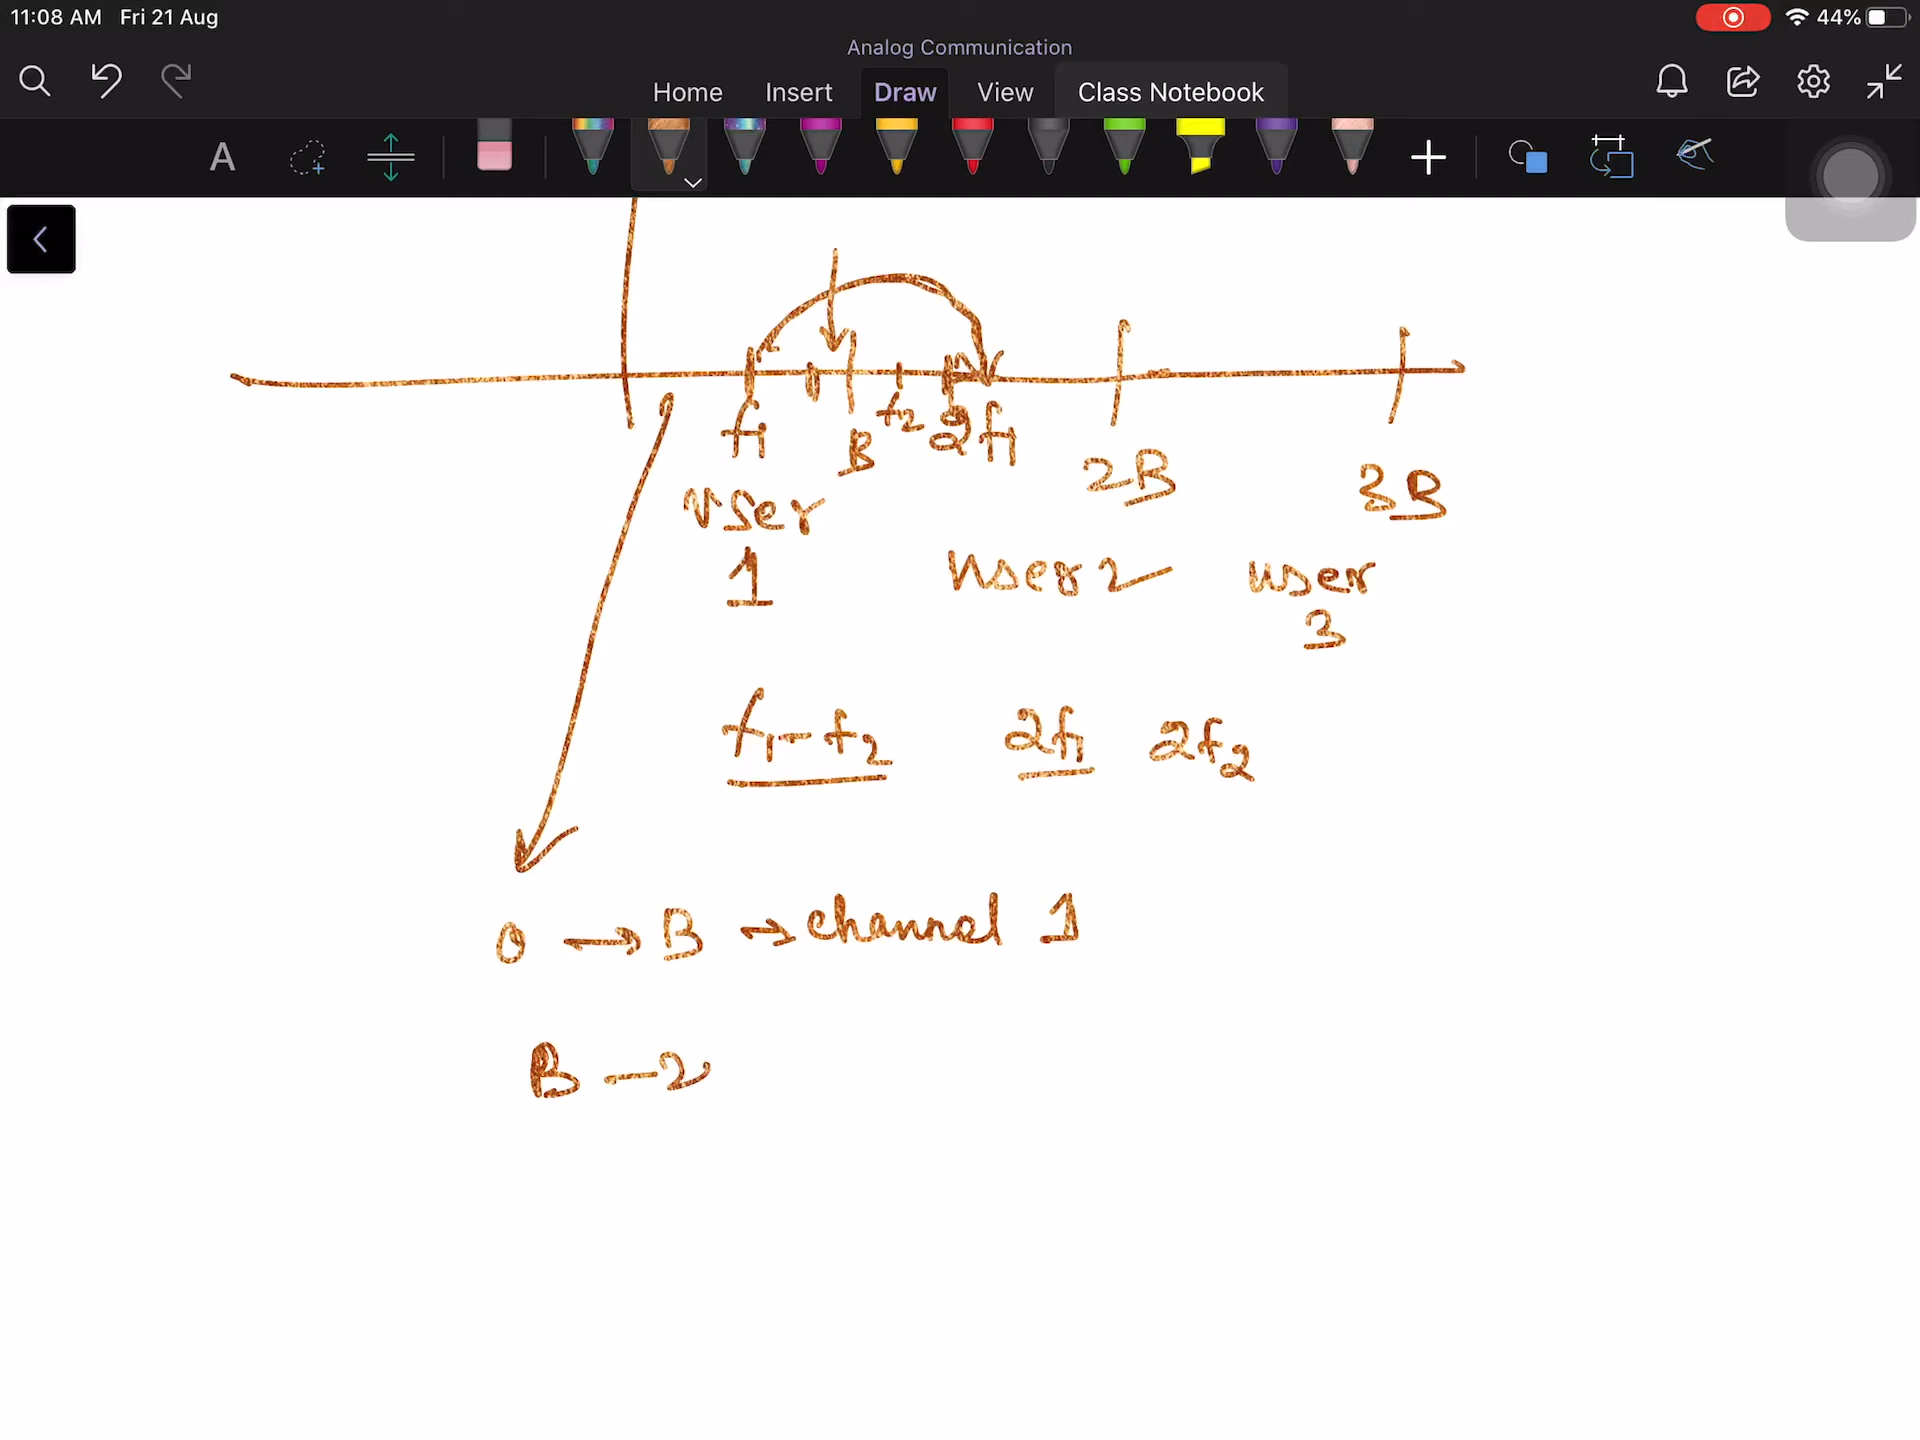 11:08 AM Fri 21 Aug
44%
Analog Communication
Home Insert Draw View Class Notebook
A
f1 B f2 2f1 2B 3B
user 1 user 2 user 3
f1-f2 2f1 2f2
0 → B → channel 1
B - 2